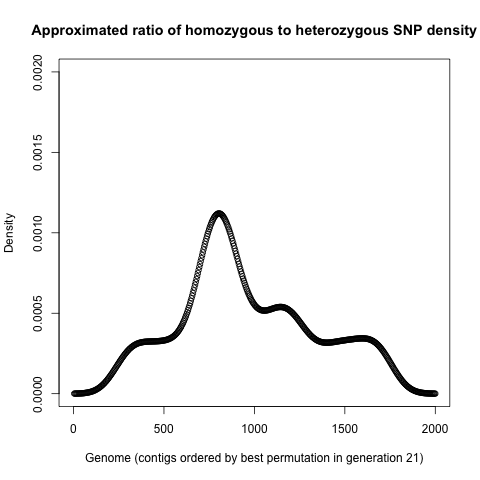 Approximated ratio of homozygous to heterozygous SNP density
0.0020
0.0015
0.0010
0.0005
0.0000
Density
0 500 1000 1500 2000
Genome (contigs ordered by best permutation in generation 21)